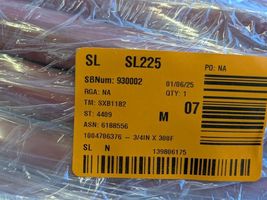 SL SL225
SBNum: 930002 01/06/25 PO: NA
RGA: NA QTY: 1
TM: SXB1182 M 07
ST: 4409
ASN: 6188556
1004706376 - 3/4IN X 300F
SL N 139806175